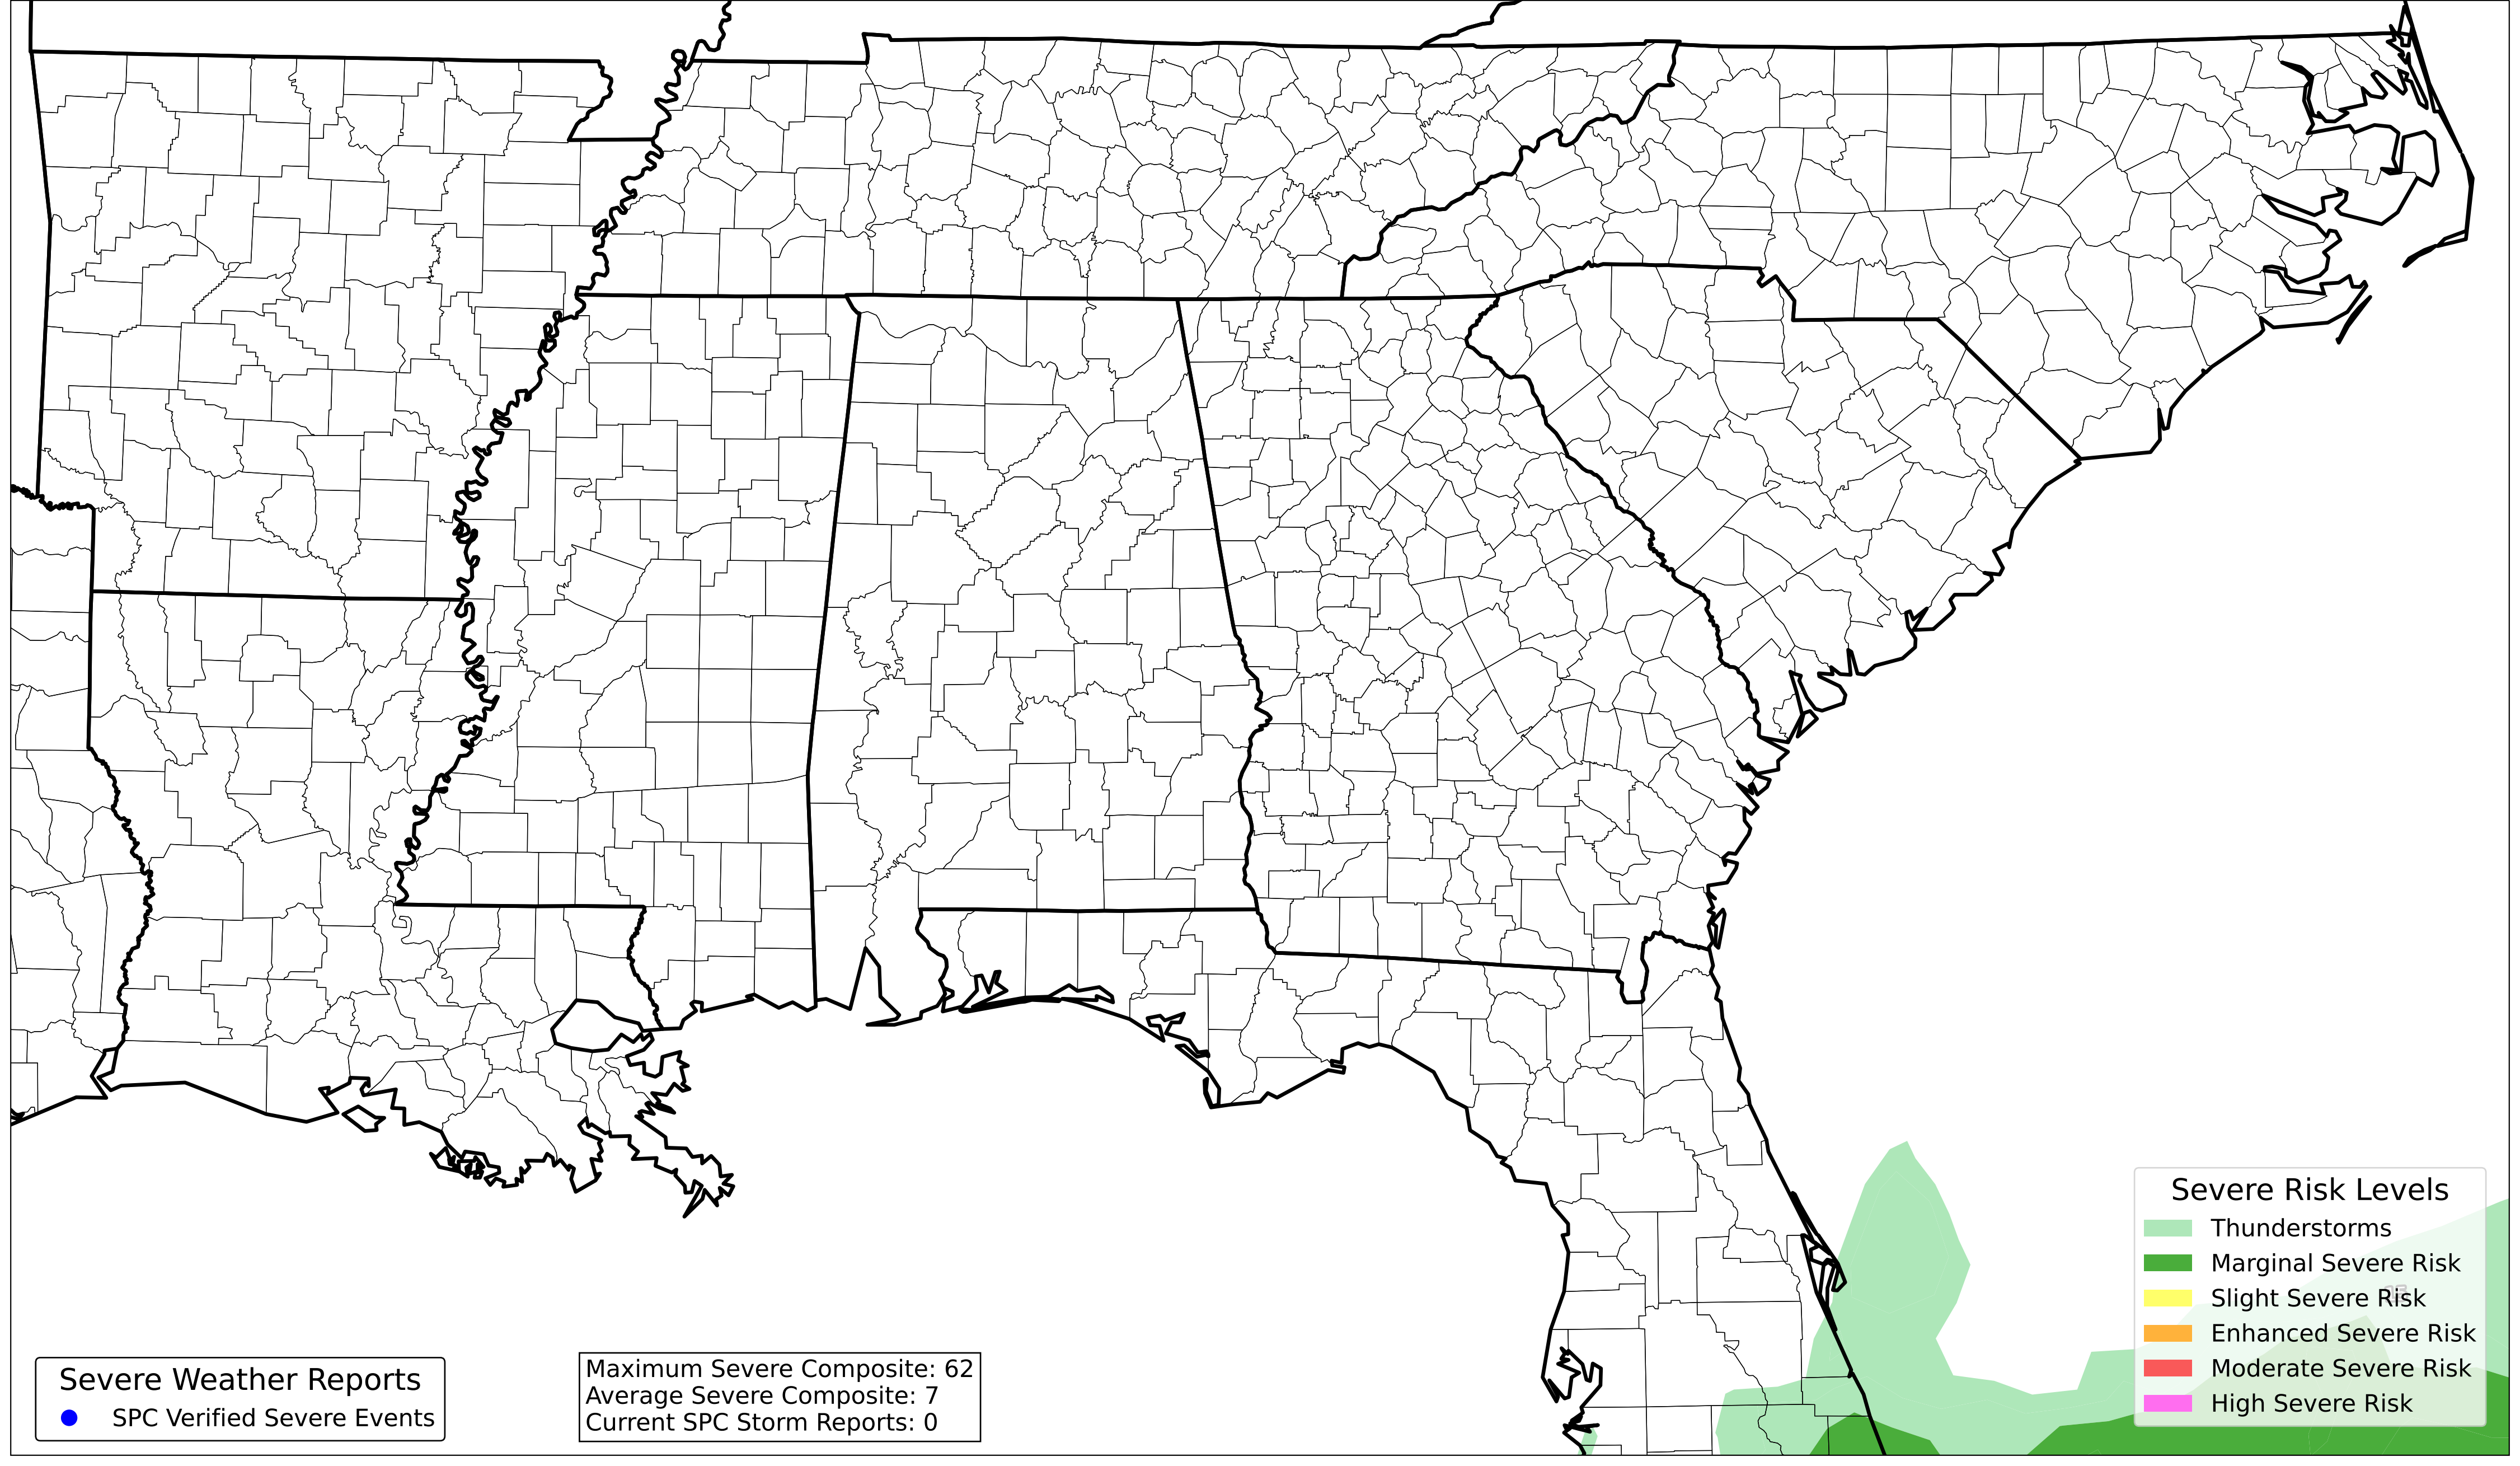 Severe Risk Levels
Thunderstorms
Marginal Severe Risk
Slight Severe Risk
Enhanced Severe Risk
Moderate Severe Risk
High Severe Risk
Severe Weather Reports
SPC Verified Severe Events
Maximum Severe Composite: 62
Average Severe Composite: 7
Current SPC Storm Reports: 0